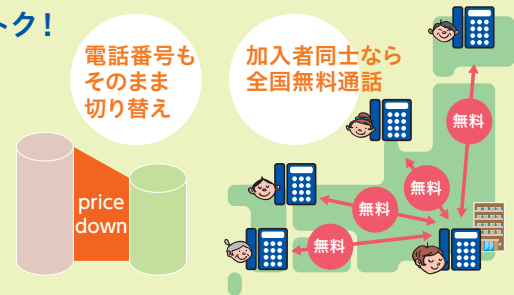 トク!
電話番号も
そのまま
切り替え
加入者同士なら
全国無料通話
price
down
無料
無料
無料
無料